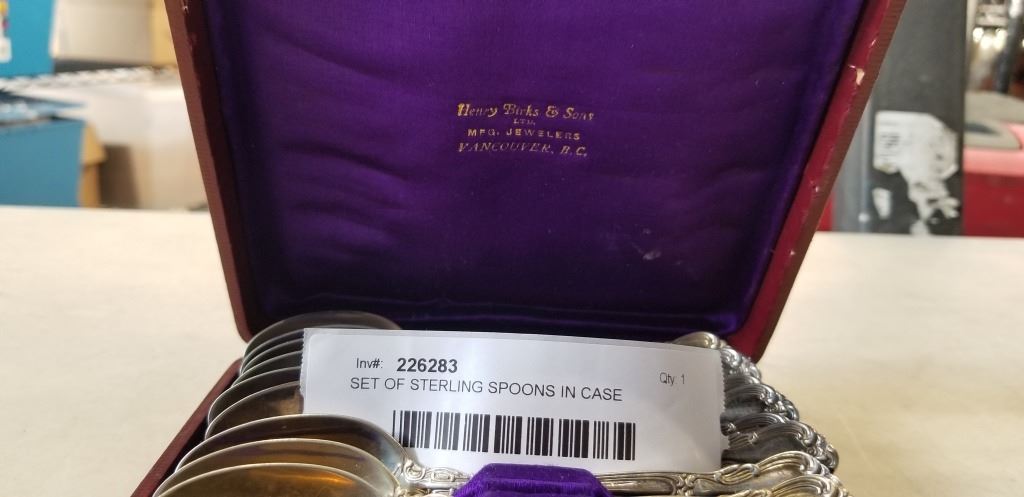 Henry Birks & Sons
LTD.
MFG. JEWELERS
VANCOUVER, B.C.
Inv#: 226283
Qty: 1
SET OF STERLING SPOONS IN CASE